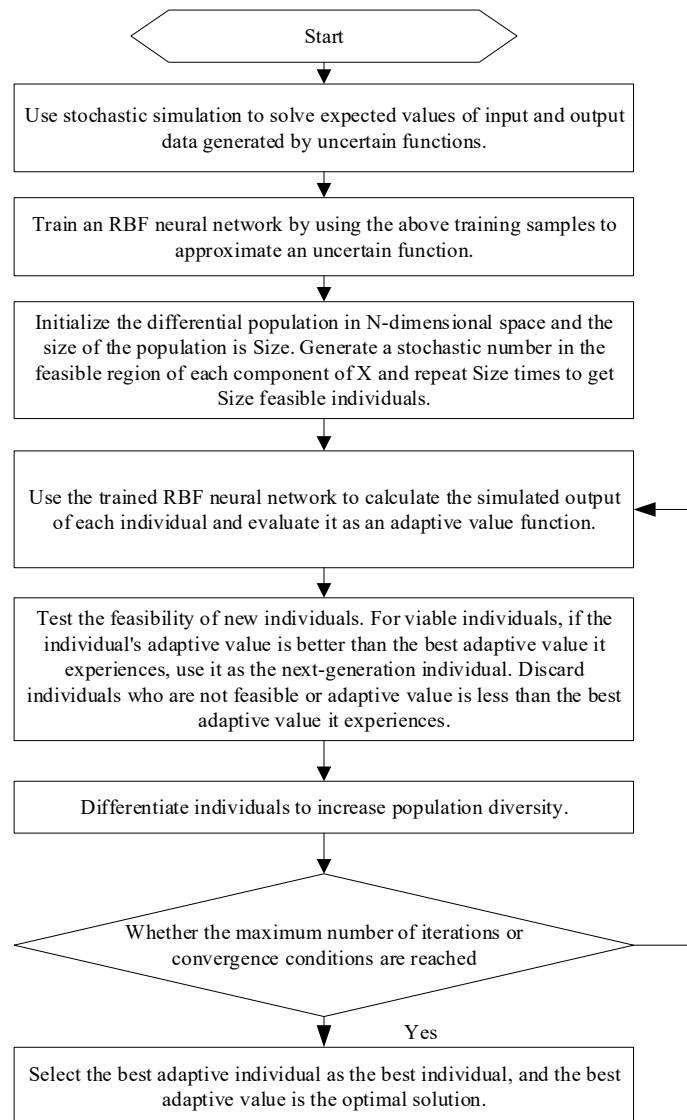 Start
Use stochastic simulation to solve expected values of input and output
data generated by uncertain functions.
Train an RBF neural network by using the above training samples to
approximate an uncertain function.
Initialize the differential population in N-dimensional space and the
size of the population is Size. Generate a stochastic number in the
feasible region of each component of X and repeat Size times to get
Size feasible individuals.
Use the trained RBF neural network to calculate the simulated output
of each individual and evaluate it as an adaptive value function.
Test the feasibility of new individuals. For viable individuals, if the
individual's adaptive value is better than the best adaptive value it
experiences, use it as the next-generation individual. Discard
individuals who are not feasible or adaptive value is less than the best
adaptive value it experiences.
Differentiate individuals to increase population diversity.
Whether the maximum number of iterations or
convergence conditions are reached
Yes
Select the best adaptive individual as the best individual, and the best
adaptive value is the optimal solution.